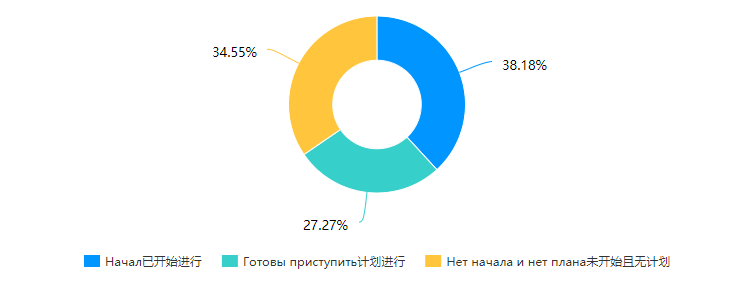 34.55%
38.18%
27.27%
Начал已开始进行
Готовы приступить计划进行
Нет начала и нет плана未开始且无计划